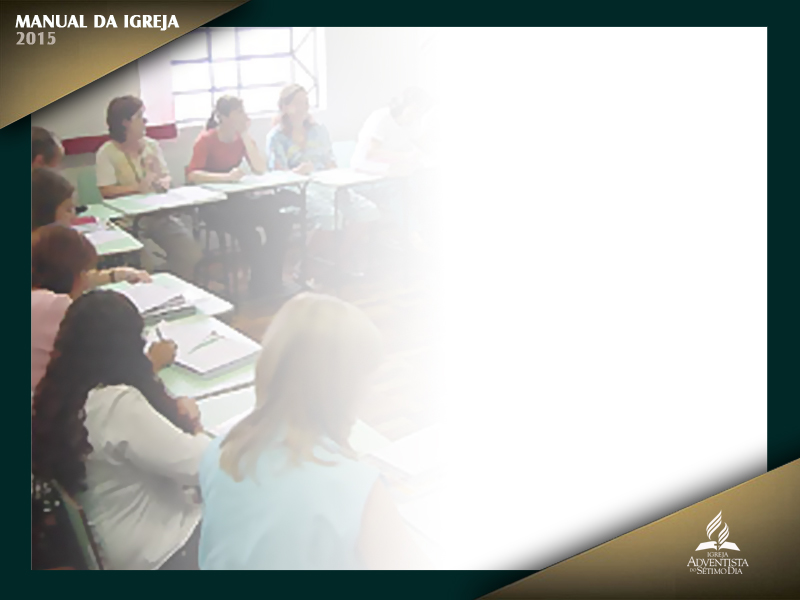 MANUAL DA IGREJA
2015
IGREJA
ADVENTISTA
DO SÉTIMO DIA